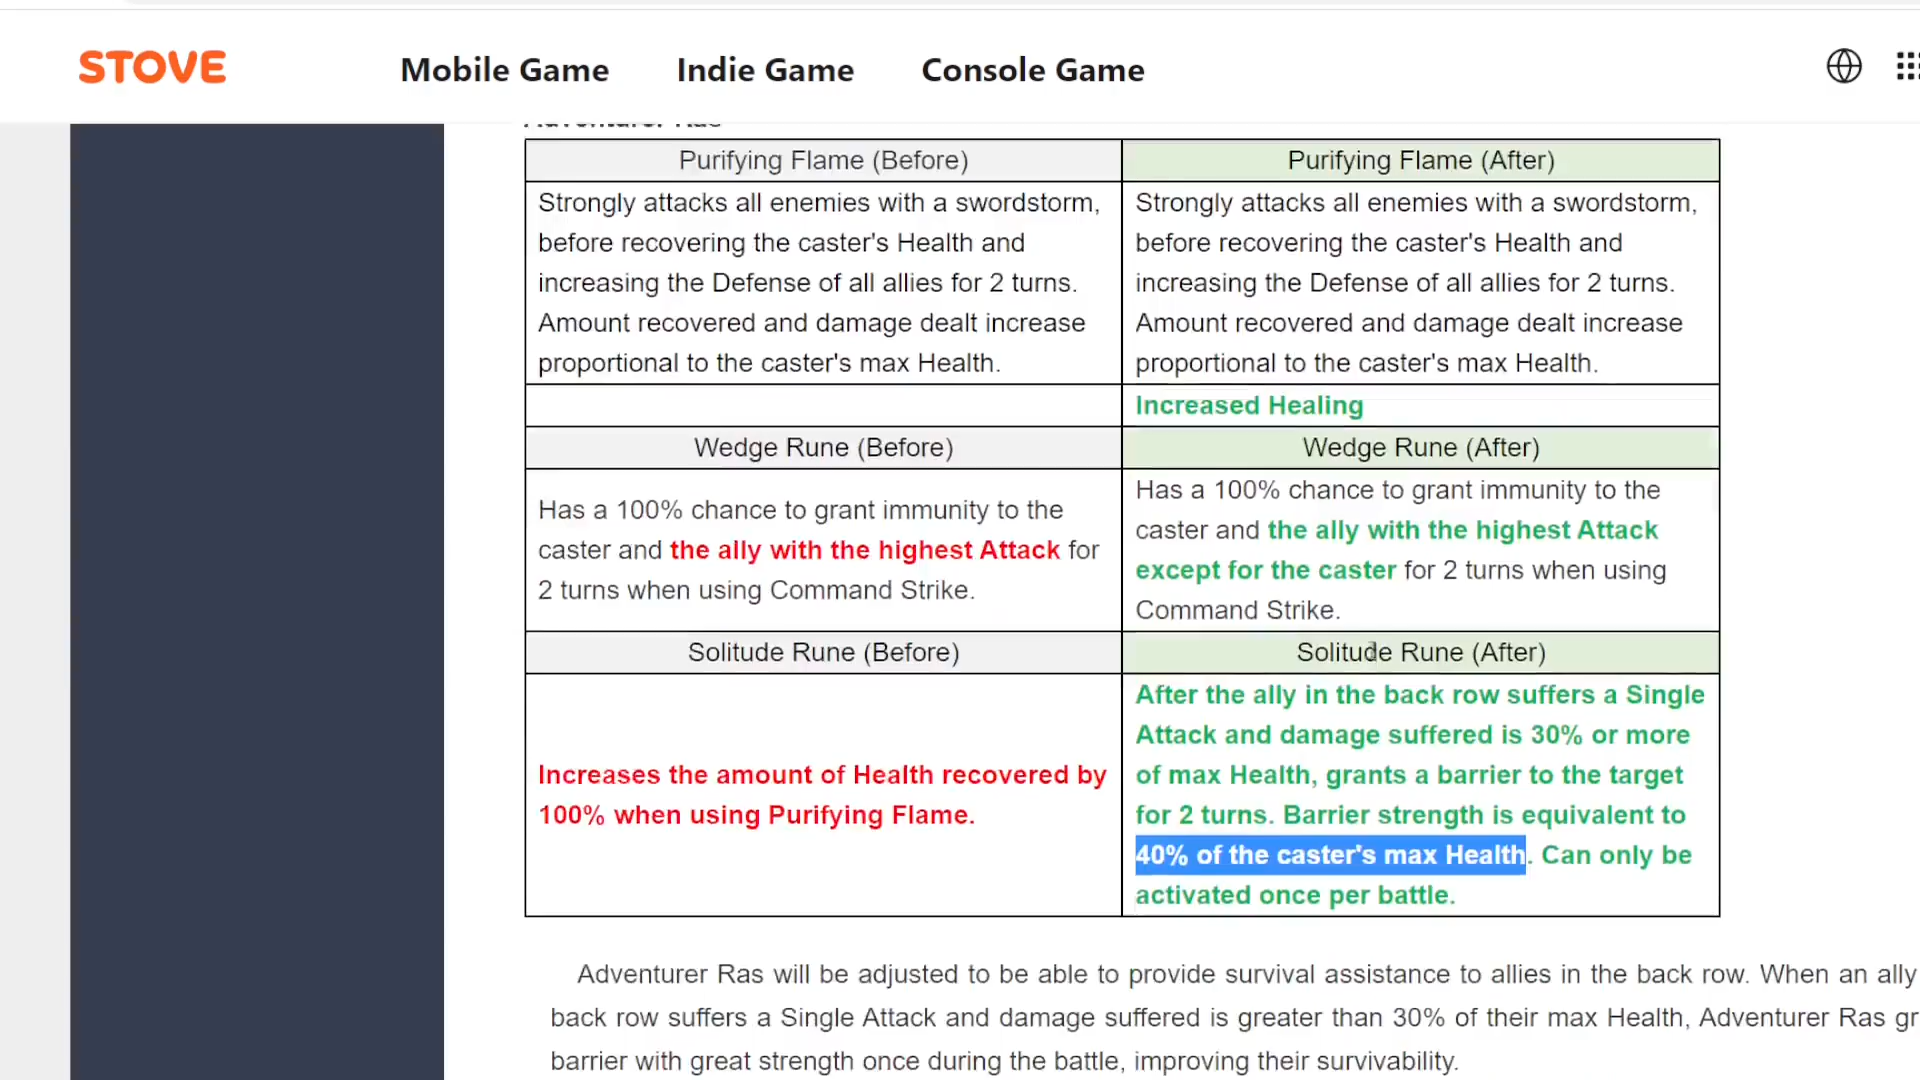 STOVE
Mobile Game
Indie Game
Console Game
Adventurer Ras
Purifying Flame (Before)
Purifying Flame (After)
Strongly attacks all enemies with a swordstorm,
before recovering the caster's Health and
increasing the Defense of all allies for 2 turns.
Amount recovered and damage dealt increase
proportional to the caster's max Health.
Strongly attacks all enemies with a swordstorm,
before recovering the caster's Health and
increasing the Defense of all allies for 2 turns.
Amount recovered and damage dealt increase
proportional to the caster's max Health.
Increased Healing
Wedge Rune (Before)
Wedge Rune (After)
Has a 100% chance to grant immunity to the
caster and the ally with the highest Attack for
2 turns when using Command Strike.
Has a 100% chance to grant immunity to the
caster and the ally with the highest Attack
except for the caster for 2 turns when using
Command Strike.
Solitude Rune (Before)
Solitude Rune (After)
Increases the amount of Health recovered by
100% when using Purifying Flame.
After the ally in the back row suffers a Single
Attack and damage suffered is 30% or more
of max Health, grants a barrier to the target
for 2 turns. Barrier strength is equivalent to
40% of the caster's max Health. Can only be
activated once per battle.
Adventurer Ras will be adjusted to be able to provide survival assistance to allies in the back row. When an ally
back row suffers a Single Attack and damage suffered is greater than 30% of their max Health, Adventurer Ras gr
barrier with great strength once during the battle, improving their survivability.